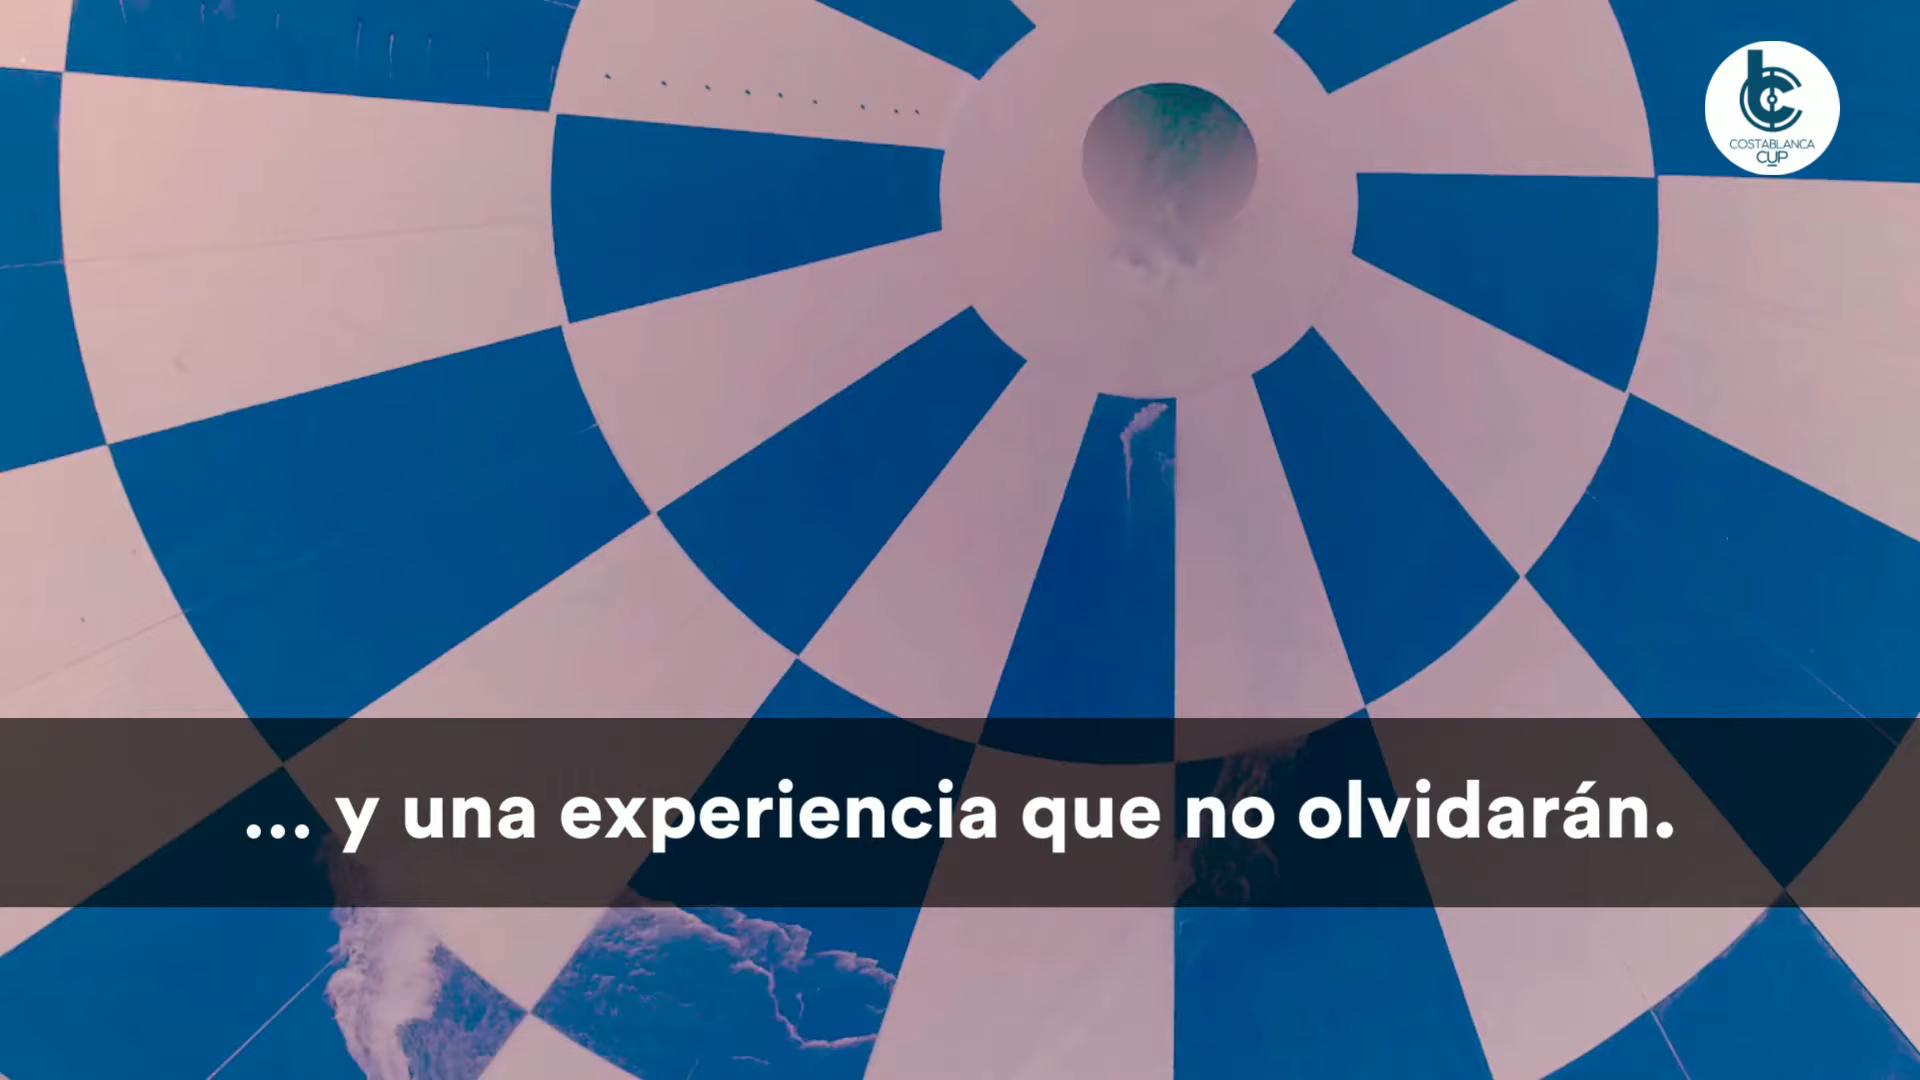 COSTABLANCA
CUP
... y una experiencia que no olvidarán.